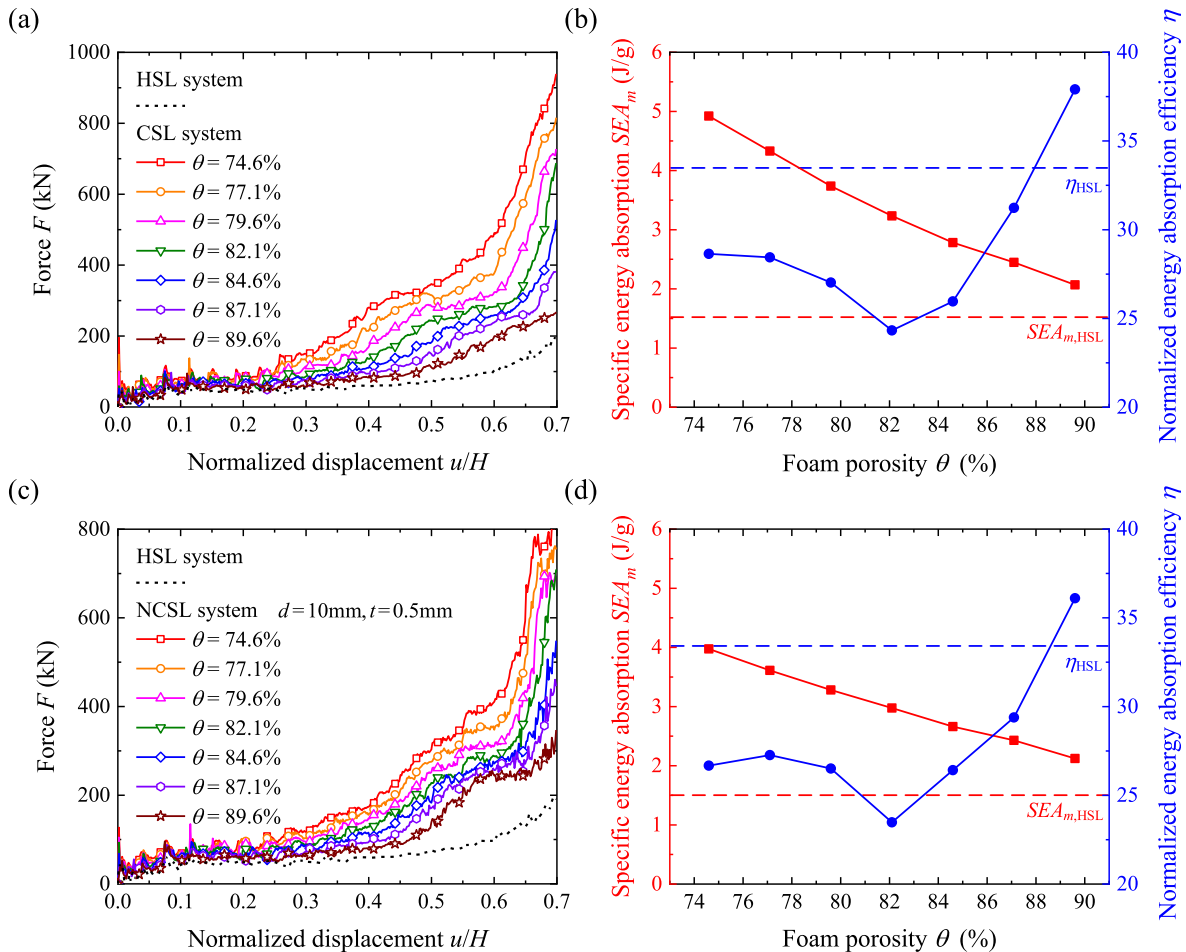 (a)
1000
800
600
400
200
0
Force F (kN)
HSL system
CSL system
θ = 74.6%
θ = 77.1%
θ = 79.6%
θ = 82.1%
θ = 84.6%
θ = 87.1%
θ = 89.6%
0.0 0.1 0.2 0.3 0.4 0.5 0.6 0.7
Normalized displacement u/H
(b)
6
5
4
3
2
1
0
Specific energy absorption SEAₘ (J/g)
40
35
30
25
20
Normalized energy absorption efficiency η
η_HSL
SEA_m,HSL
74 76 78 80 82 84 86 88 90
Foam porosity θ (%)
(c)
800
600
400
200
0
Force F (kN)
HSL system
NCSL system d = 10mm, t = 0.5mm
θ = 74.6%
θ = 77.1%
θ = 79.6%
θ = 82.1%
θ = 84.6%
θ = 87.1%
θ = 89.6%
0.0 0.1 0.2 0.3 0.4 0.5 0.6 0.7
Normalized displacement u/H
(d)
6
5
4
3
2
1
0
Specific energy absorption SEAₘ (J/g)
40
35
30
25
20
Normalized energy absorption efficiency η
η_HSL
SEA_m,HSL
74 76 78 80 82 84 86 88 90
Foam porosity θ (%)